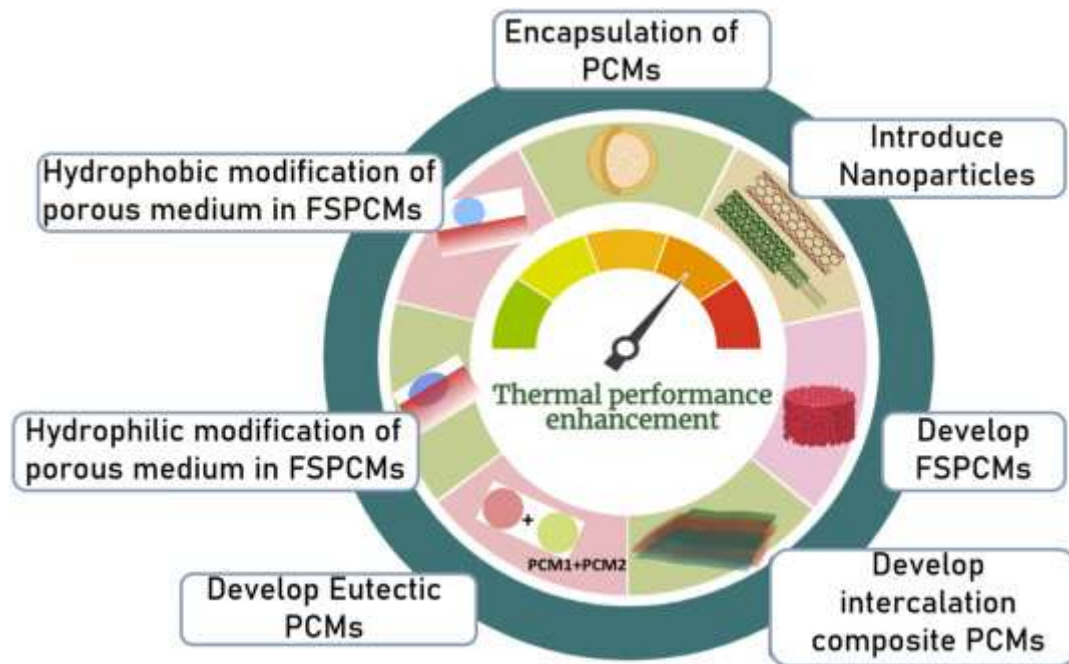 Encapsulation of
PCMs
Introduce
Nanoparticles
Hydrophobic modification of
porous medium in FSPCMs
Thermal performance
enhancement
Hydrophilic modification of
porous medium in FSPCMs
Develop
FSPCMs
+
PCM1+PCM2
Develop Eutectic
PCMs
Develop
intercalation
composite PCMs